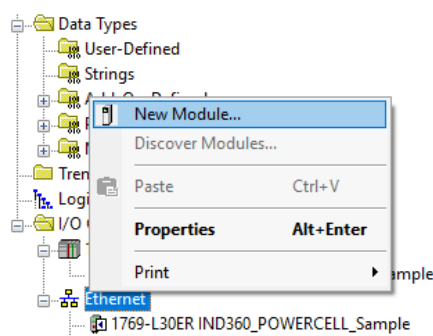 Data Types
User-Defined
Strings
New Module...
Discover Modules...
Tren
Paste Ctrl+V
Logi
I/O
Properties Alt+Enter
Print
ample
Ethernet
1769-L30ER IND360_POWERCELL_Sample